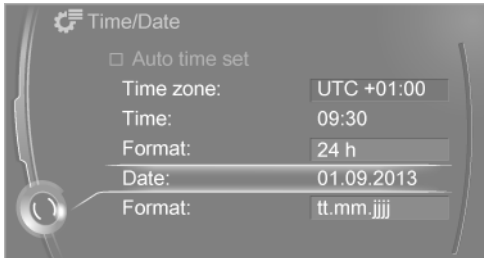 Time/Date
Auto time set
Time zone: UTC +01:00
Time: 09:30
Format: 24 h
Date: 01.09.2013
Format: tt.mm.jjjj